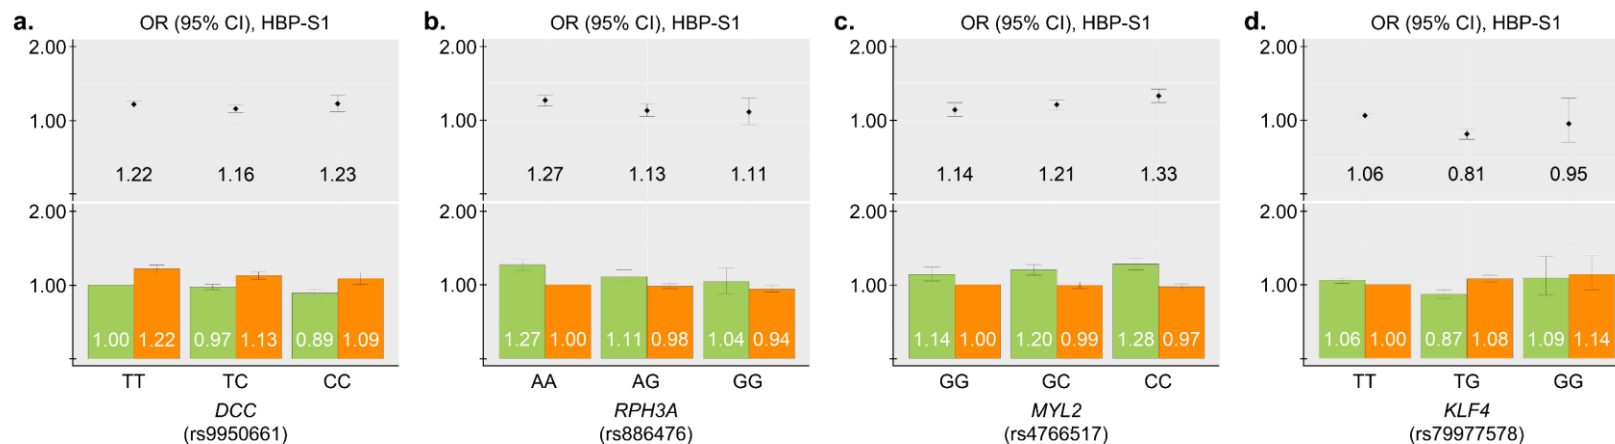 a. OR (95% CI), HBP-S1
2.00
1.00
1.22 1.16 1.23
2.00
1.00
1.00 1.22 0.97 1.13 0.89 1.09
TT TC CC
DCC
(rs9950661)
b. OR (95% CI), HBP-S1
2.00
1.00
1.27 1.13 1.11
2.00
1.00
1.27 1.00 1.11 0.98 1.04 0.94
AA AG GG
RPH3A
(rs886476)
c. OR (95% CI), HBP-S1
2.00
1.00
1.14 1.21 1.33
2.00
1.00
1.14 1.00 1.20 0.99 1.28 0.97
GG GC CC
MYL2
(rs4766517)
d. OR (95% CI), HBP-S1
2.00
1.00
1.06 0.81 0.95
2.00
1.00
1.06 1.00 0.87 1.08 1.09 1.14
TT TG GG
KLF4
(rs79977578)